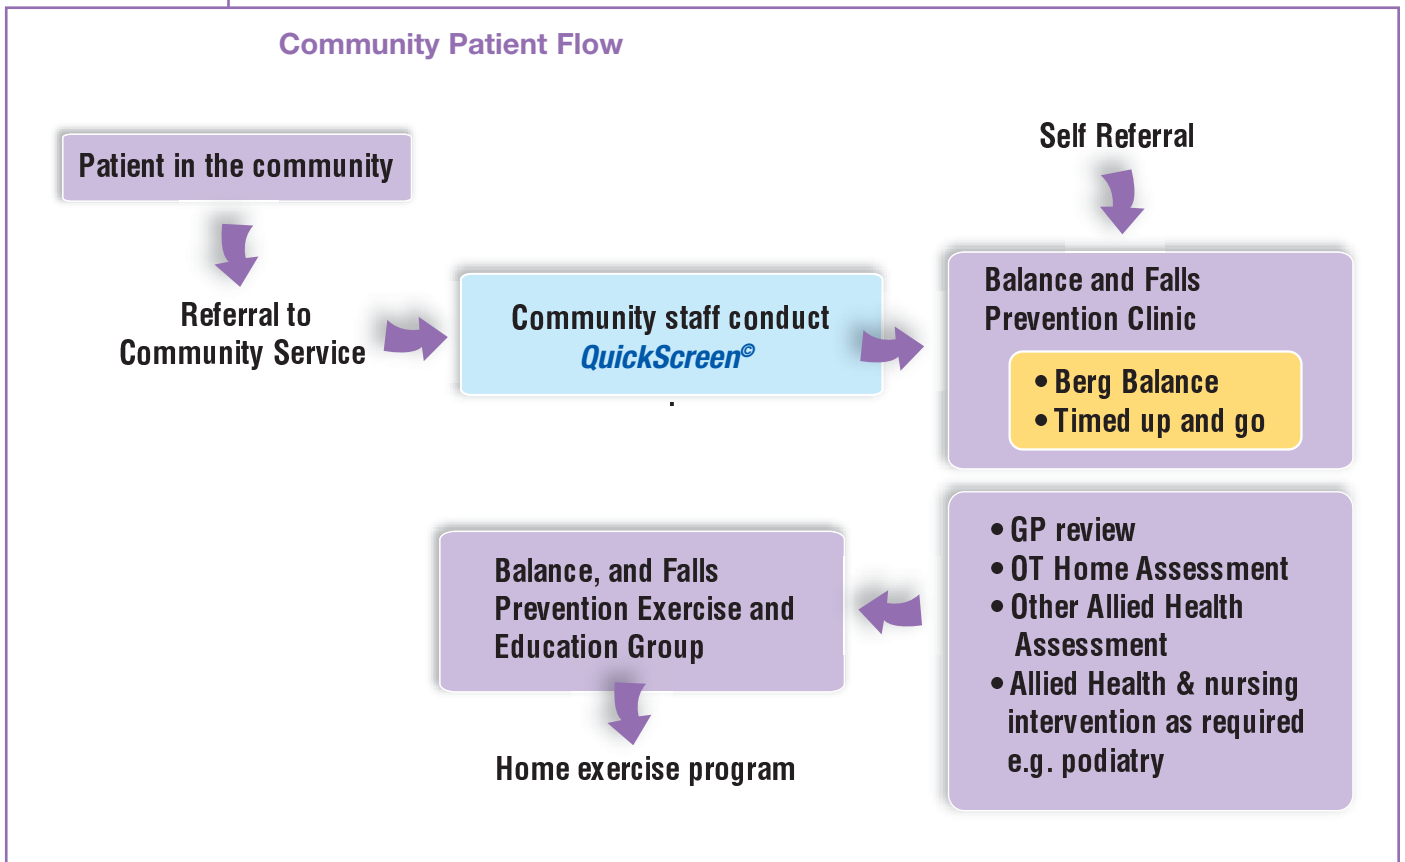 Community Patient Flow
Patient in the community
Referral to
Community Service
Community staff conduct
QuickScreen©
.
Self Referral
Balance and Falls
Prevention Clinic
• Berg Balance
• Timed up and go
• GP review
• OT Home Assessment
• Other Allied Health
Assessment
• Allied Health & nursing
intervention as required
e.g. podiatry
Balance, and Falls
Prevention Exercise and
Education Group
Home exercise program